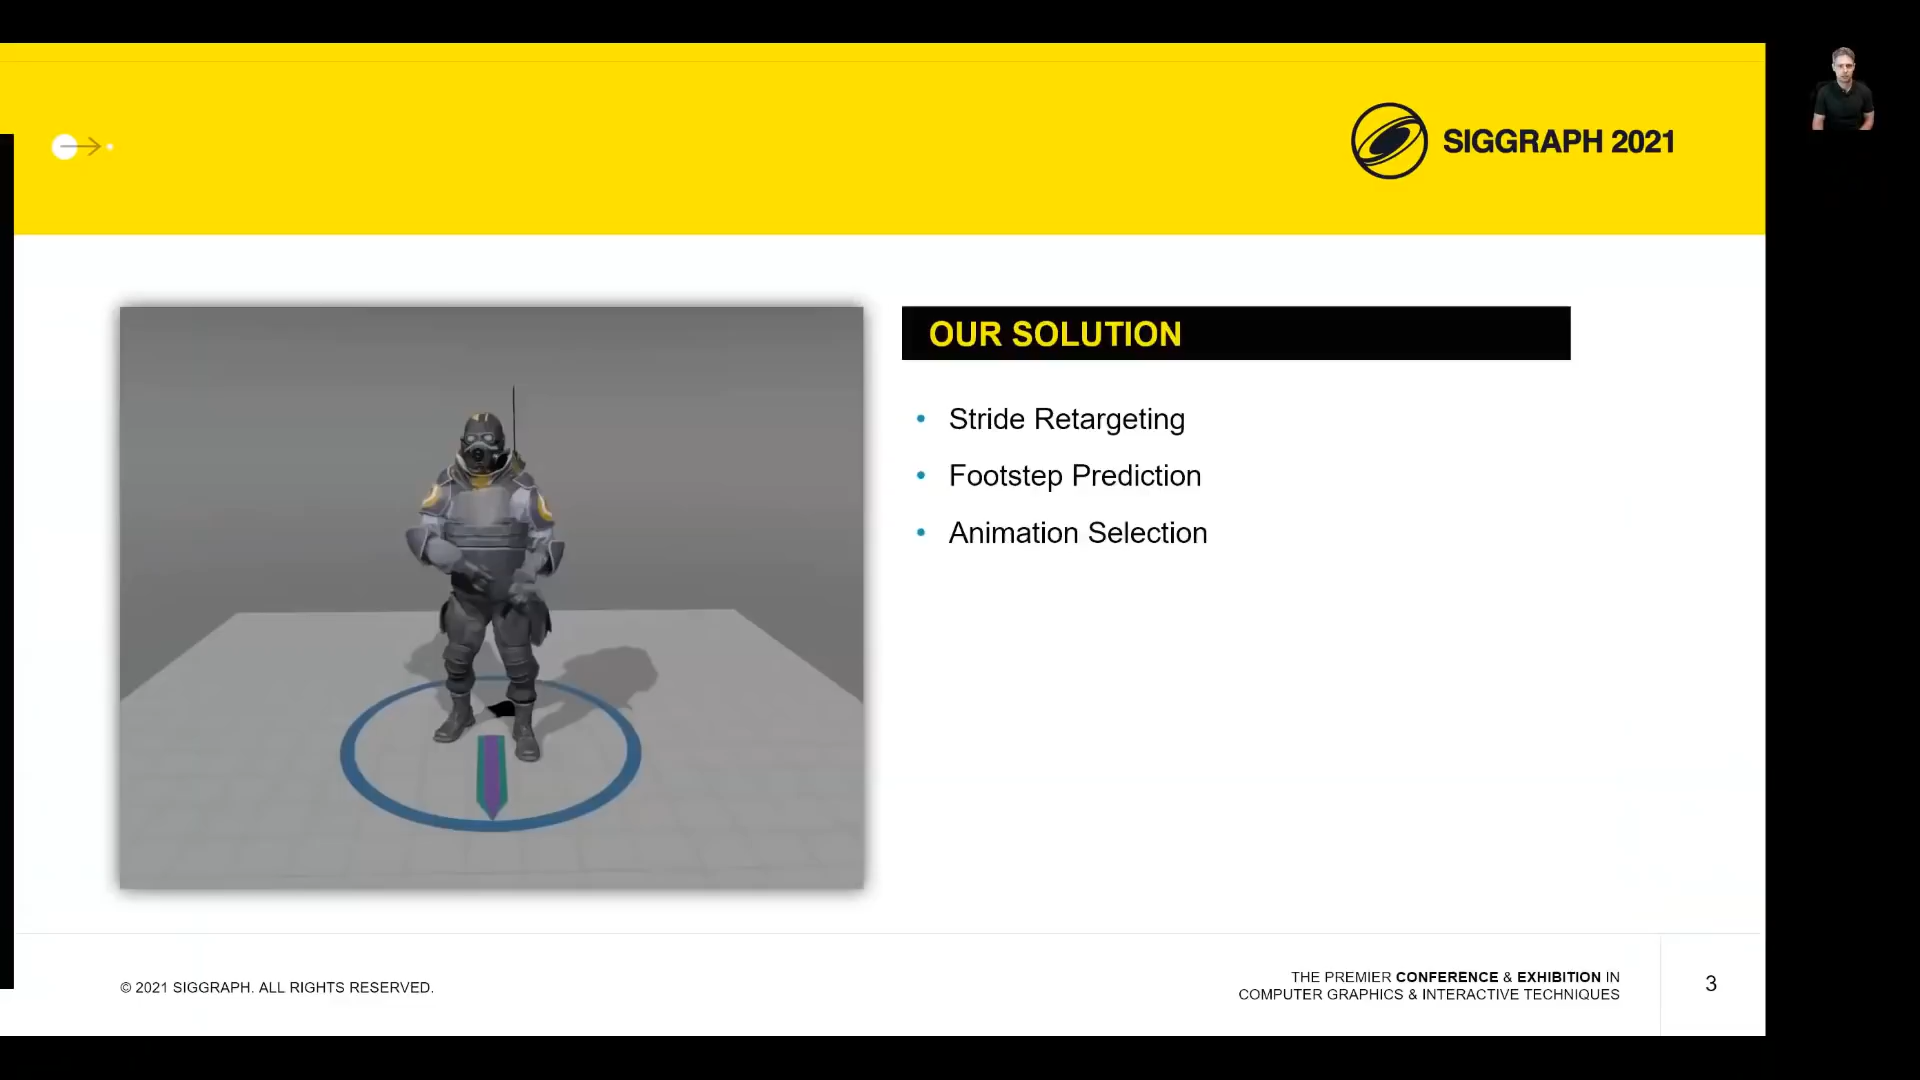 SIGGRAPH 2021
OUR SOLUTION
• Stride Retargeting
• Footstep Prediction
• Animation Selection
© 2021 SIGGRAPH. ALL RIGHTS RESERVED.
THE PREMIER CONFERENCE & EXHIBITION IN
COMPUTER GRAPHICS & INTERACTIVE TECHNIQUES
3